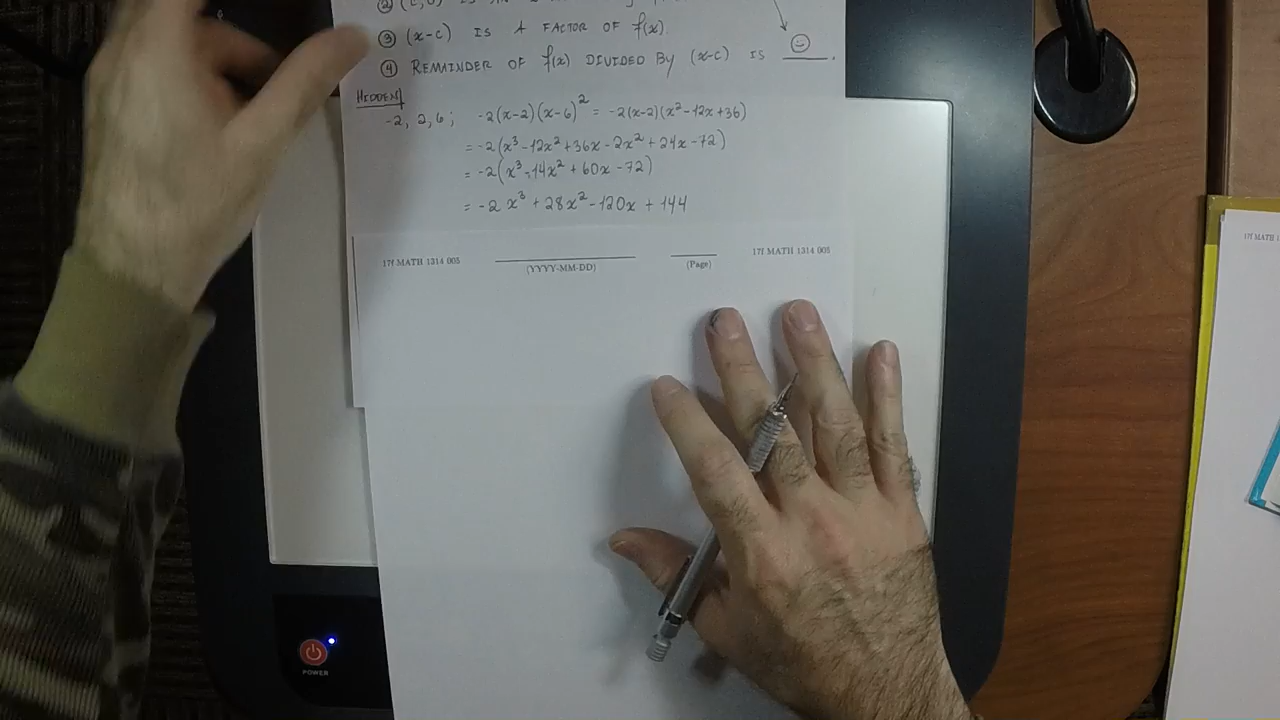 ③ (x-c) IS A FACTOR OF f(x).
④ REMAINDER OF f(x) DIVIDED BY (x-c) IS ____.
HIDDEN
-2, 2, 6; -2(x-2)(x-6)² = -2(x-2)(x²-12x+36)
= -2(x³-12x²+36x-2x²+24x-72)
= -2(x³-14x²+60x-72)
= -2x³+28x²-120x+144
17f MATH 1314 005 (YYYY-MM-DD) (Page) 17f MATH 1314 005
POWER